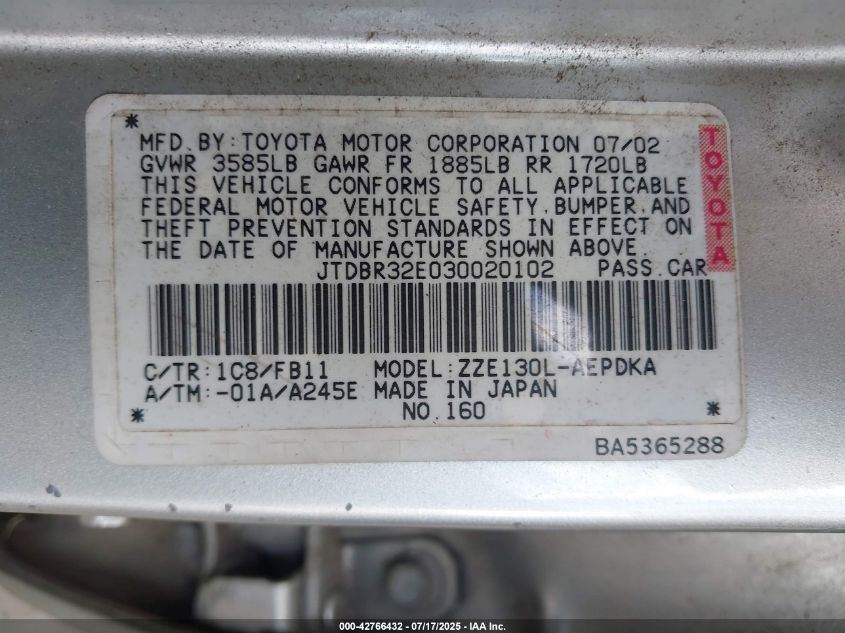 MFD. BY: TOYOTA MOTOR CORPORATION 07/02
GVWR 3585LB GAWR FR 1885LB RR 1720LB
THIS VEHICLE CONFORMS TO ALL APPLICABLE
FEDERAL MOTOR VEHICLE SAFETY, BUMPER, AND
THEFT PREVENTION STANDARDS IN EFFECT ON
THE DATE OF MANUFACTURE SHOWN ABOVE.
TOYOTA
JTDBR32E030020102 PASS. CAR
C/TR: 1C8/FB11 MODEL: ZZE130L-AEPDKA
A/TM: -01A/A245E MADE IN JAPAN
NO. 160
BA5365288
000-42766432 - 07/17/2025 - IAA Inc.